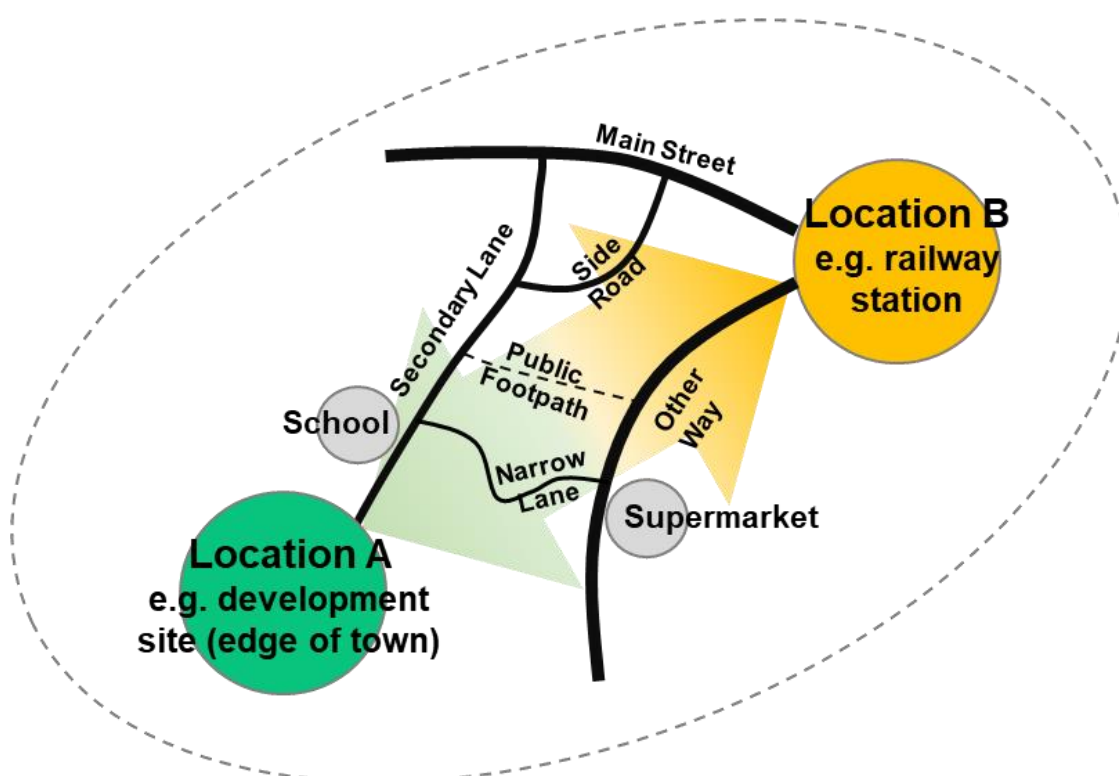 Main Street
Location B
e.g. railway
station
Secondary Lane
Side
Road
Public
Footpath
Other
Way
School
Narrow
Lane
Supermarket
Location A
e.g. development
site (edge of town)